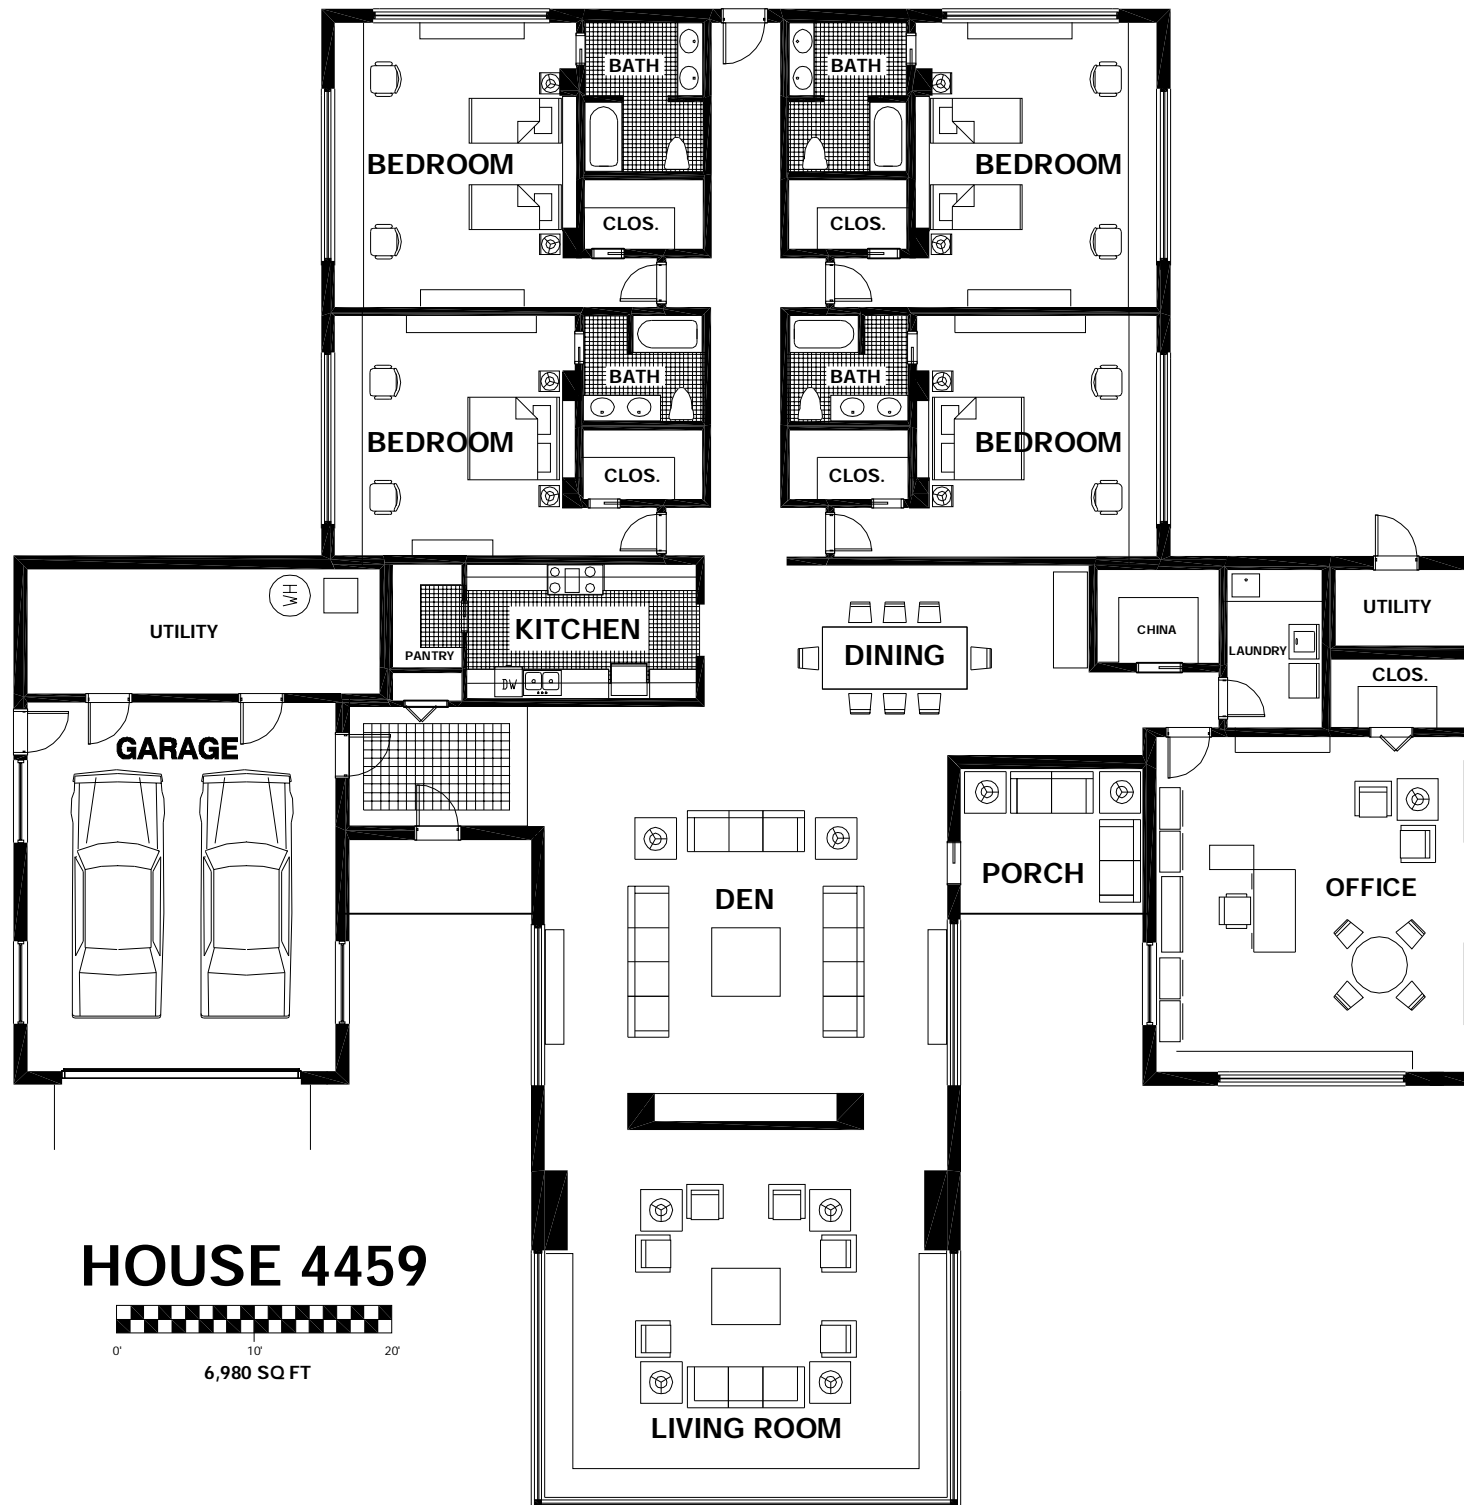 BATH
BATH
BEDROOM
BEDROOM
CLOS.
CLOS.
BATH
BATH
BEDROOM
BEDROOM
CLOS.
CLOS.
UTILITY
WH
PANTRY
KITCHEN
DW
DINING
CHINA
LAUNDRY
UTILITY
CLOS.
GARAGE
DEN
PORCH
OFFICE
HOUSE 4459
0' 10' 20'
6,980 SQ FT
LIVING ROOM